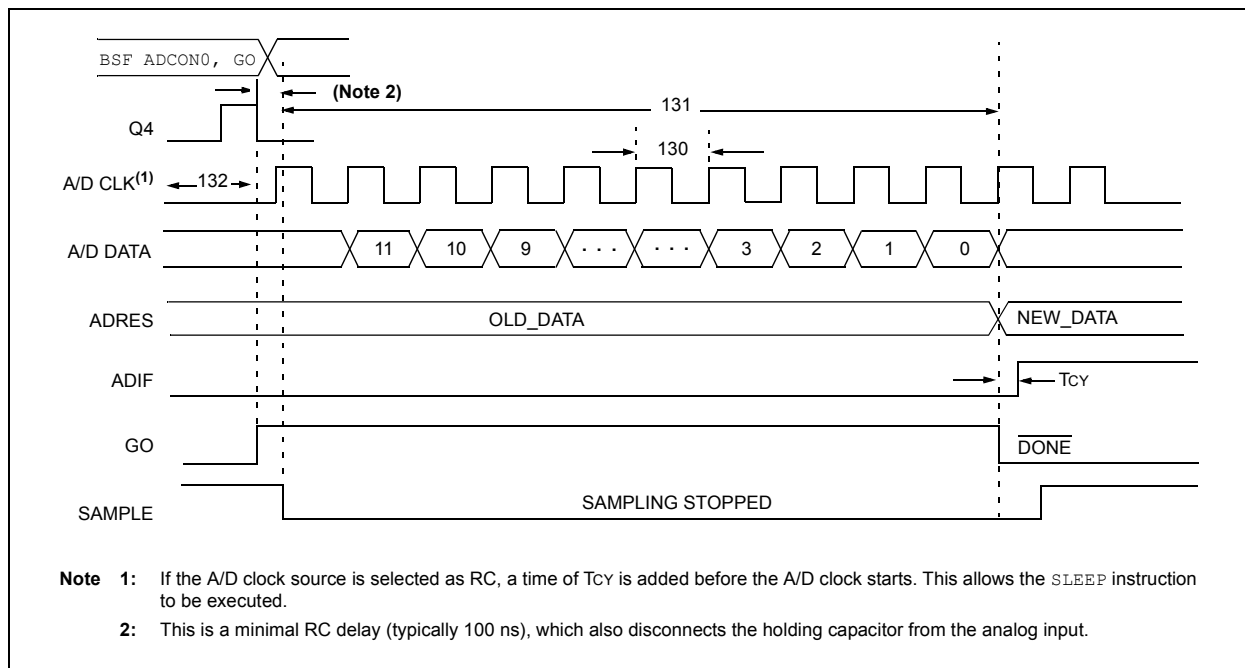 BSF ADCON0, GO
(Note 2)
131
Q4
130
A/D CLK(1)
132
A/D DATA
11 10 9 · · · · · · 3 2 1 0
ADRES
OLD_DATA
NEW_DATA
ADIF
TCY
GO
DONE
SAMPLE
SAMPLING STOPPED
Note 1: If the A/D clock source is selected as RC, a time of TCY is added before the A/D clock starts. This allows the SLEEP instruction
to be executed.
2: This is a minimal RC delay (typically 100 ns), which also disconnects the holding capacitor from the analog input.